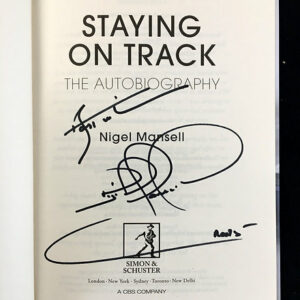 STAYING
ON TRACK
THE AUTOBIOGRAPHY
Nigel Mansell
SIMON &
SCHUSTER
London · New York · Sydney · Toronto · New Delhi
A CBS COMPANY